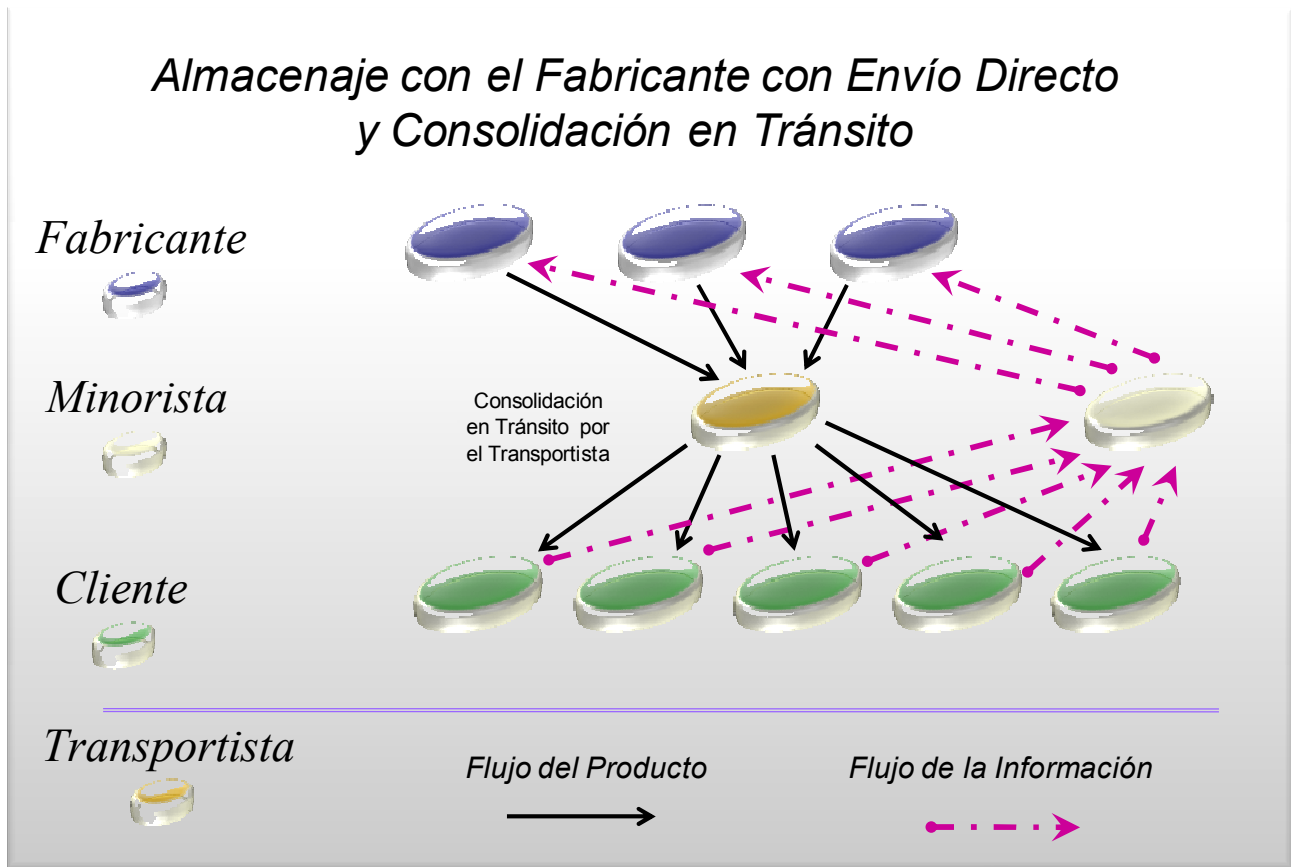 Almacenaje con el Fabricante con Envío Directo
y Consolidación en Tránsito
Fabricante
Minorista
Consolidación
en Tránsito por
el Transportista
Cliente
Transportista
Flujo del Producto
Flujo de la Información